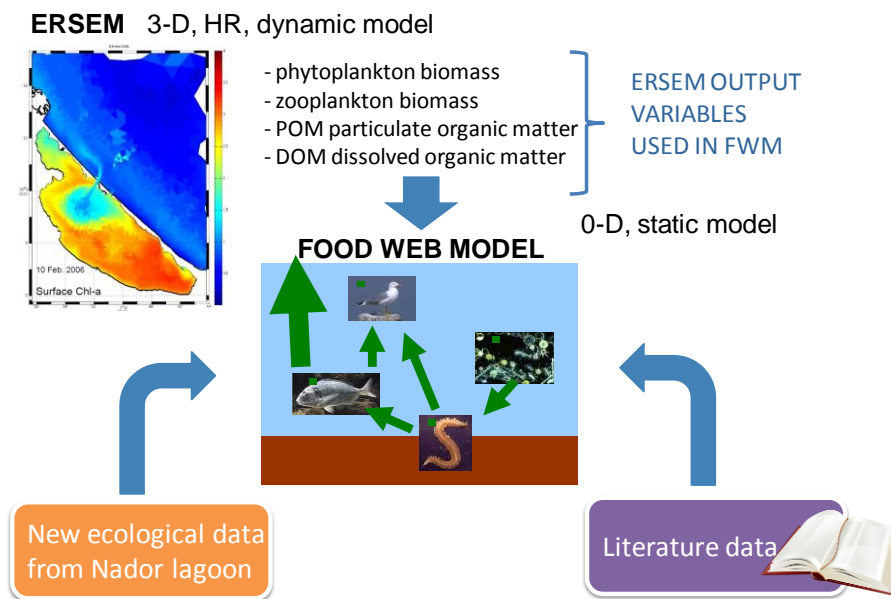 ERSEM 3-D, HR, dynamic model
- phytoplankton biomass
- zooplankton biomass
- POM particulate organic matter
- DOM dissolved organic matter
ERSEM OUTPUT
VARIABLES
USED IN FWM
10 Feb. 2006
Surface Chl-a
0-D, static model
FOOD WEB MODEL
New ecological data
from Nador lagoon
Literature data